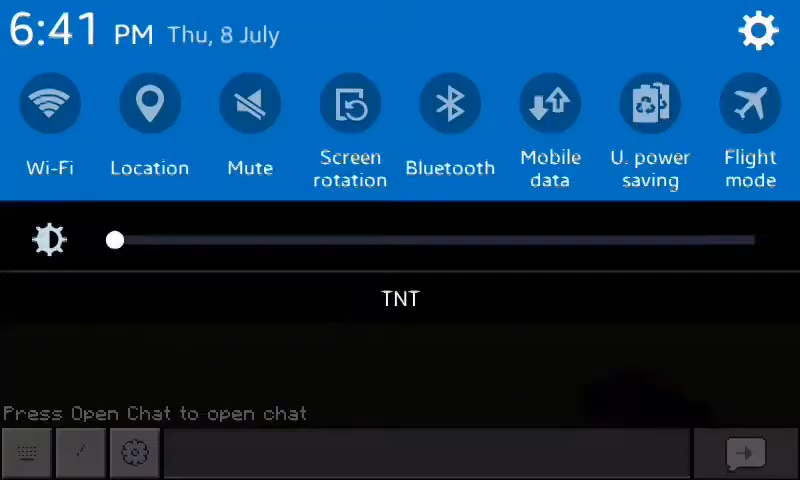 6:41 PM Thu, 8 July
Wi-Fi
Location
Mute
Screen
rotation
Bluetooth
Mobile
data
U. power
saving
Flight
mode
TNT
Press Open Chat to open chat
/